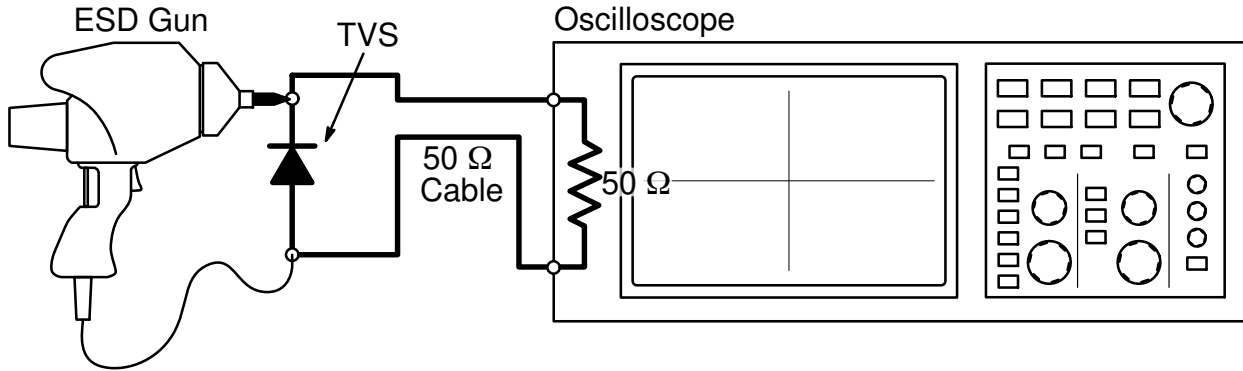 ESD Gun
TVS
Oscilloscope
50 Ω
Cable
50 Ω